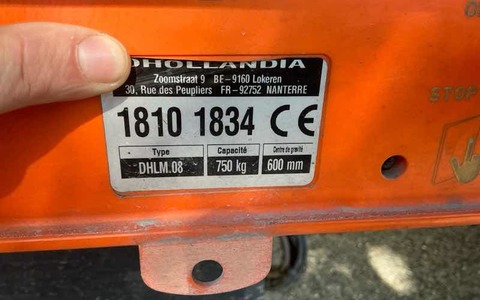 DHOLLANDIA
Zoomstraat 9 BE-9160 Lokeren
30, Rue des Peupliers FR-92752 NANTERRE
1810 1834 CE
Type Capacité Centre de gravité
DHLM.08 750 kg 600 mm
STOP